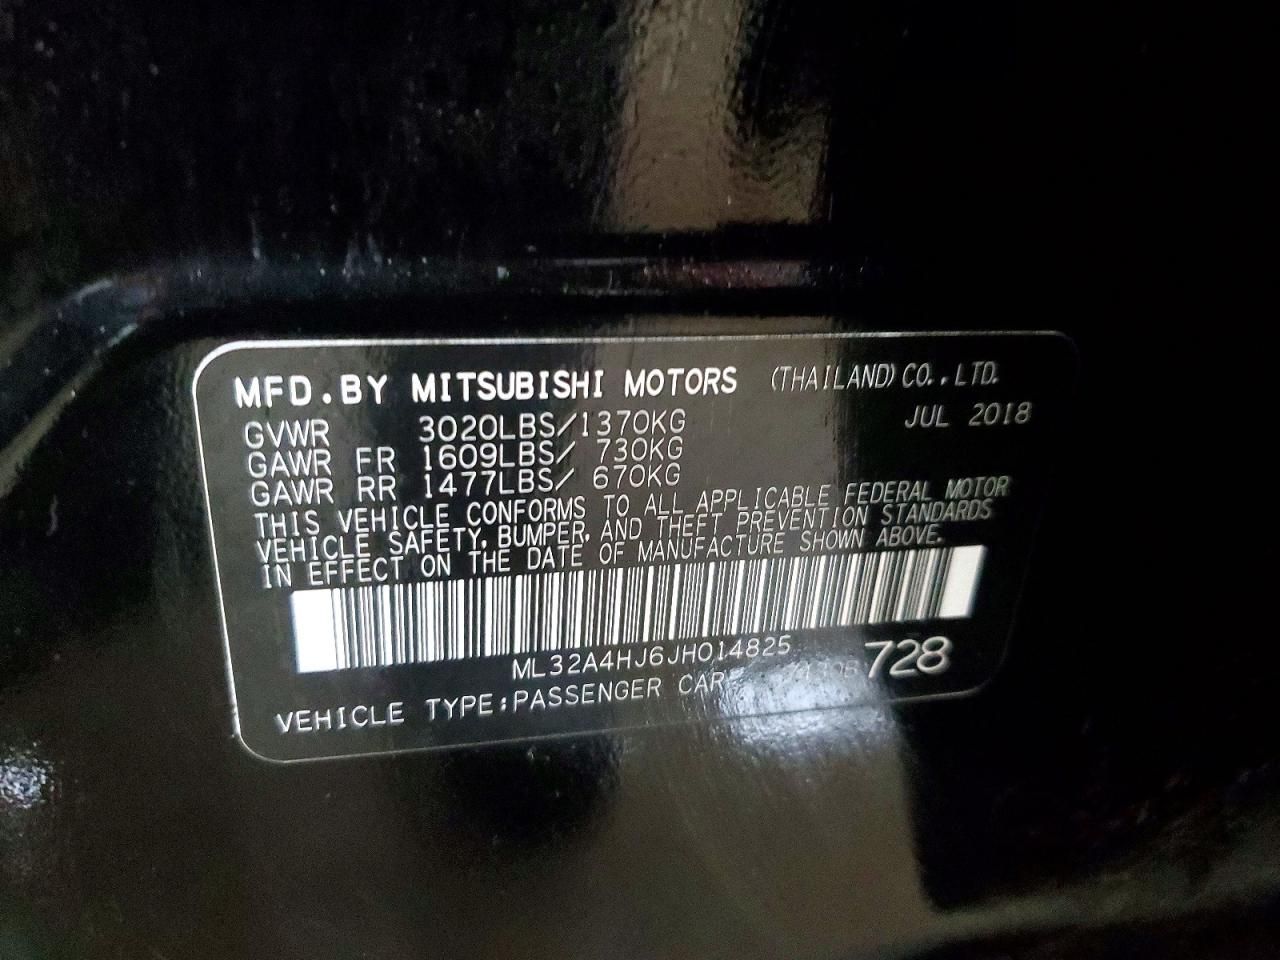 MFD.BY MITSUBISHI MOTORS (THAILAND)CO.,LTD.
JUL 2018
GVWR 3020LBS/1370KG
GAWR FR 1609LBS/ 730KG
GAWR RR 1477LBS/ 670KG
THIS VEHICLE CONFORMS TO ALL APPLICABLE FEDERAL MOTOR
VEHICLE SAFETY, BUMPER, AND THEFT PREVENTION STANDARDS
IN EFFECT ON THE DATE OF MANUFACTURE SHOWN ABOVE.
ML32A4HJ6JH014825
728
VEHICLE TYPE:PASSENGER CAR